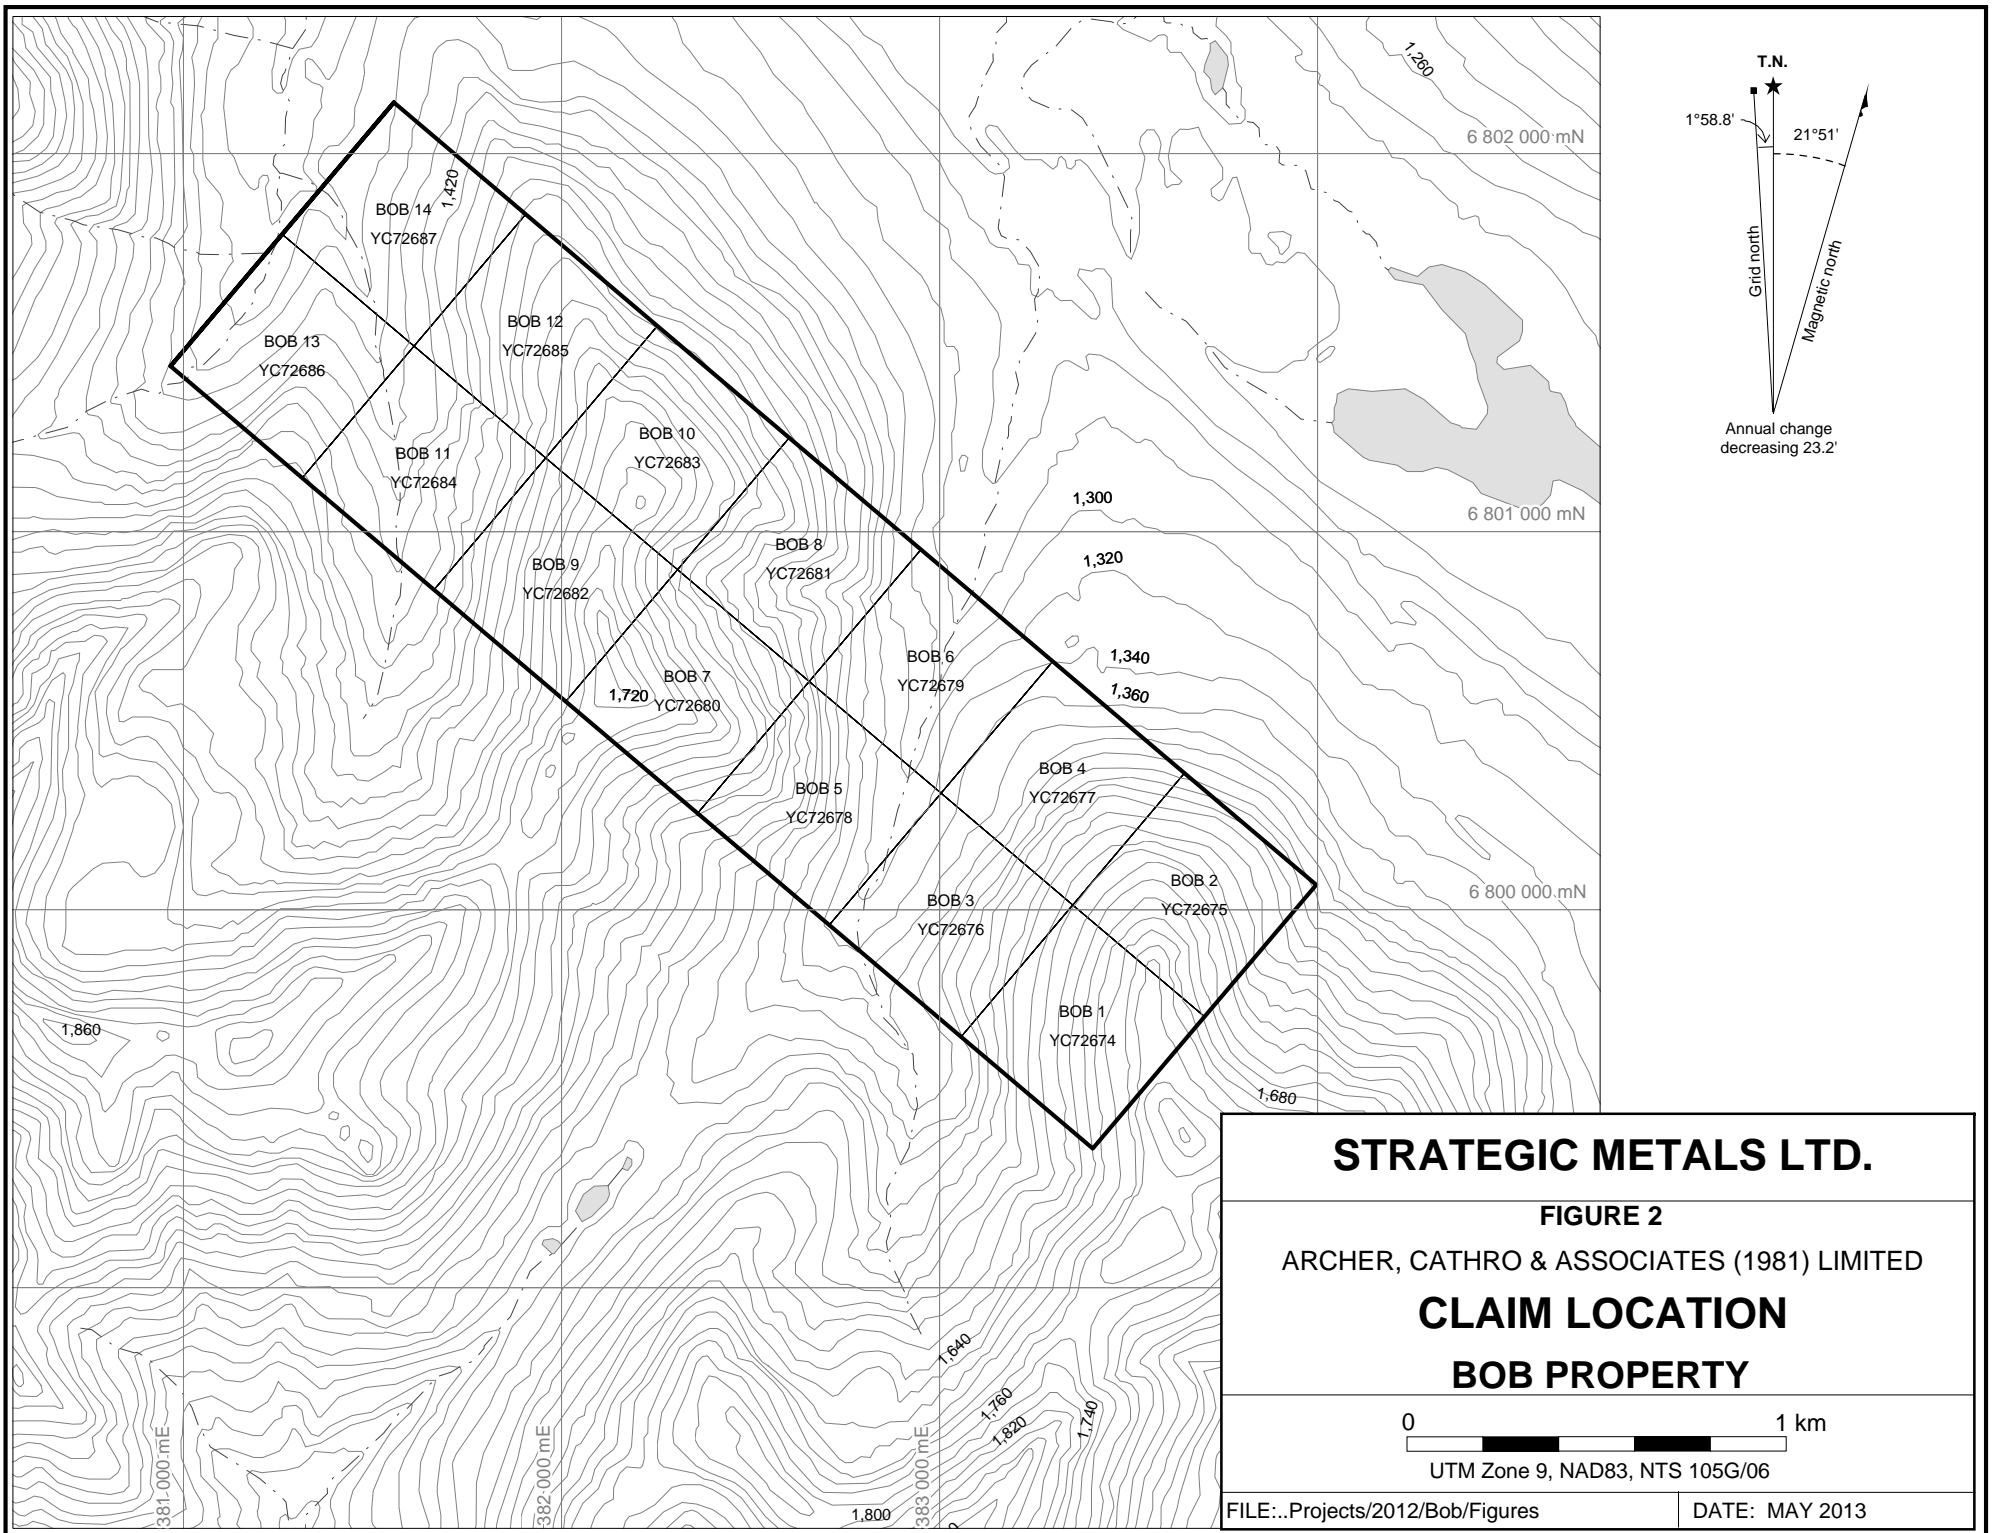 1,260
T.N.
6 802 000 mN
1°58.8'
21°51'
Grid north
Magnetic north
Annual change
decreasing 23.2'
1,420
BOB 14
YC72687
BOB 12
YC72685
BOB 13
YC72686
BOB 10
YC72683
BOB 11
YC72684
1,300
6 801 000 mN
BOB 8
YC72681
1,320
BOB 9
YC72682
BOB 6
YC72679
1,340
1,360
BOB 7
YC72680
1,720
BOB 4
YC72677
BOB 5
YC72678
BOB 2
YC72675
6 800 000 mN
BOB 3
YC72676
BOB 1
YC72674
1,860
1,680
1,640
1,760
1,820
1,740
1,800
381 000 mE
382 000 mE
383 000 mE
STRATEGIC METALS LTD.
FIGURE 2
ARCHER, CATHRO & ASSOCIATES (1981) LIMITED
CLAIM LOCATION
BOB PROPERTY
0 1 km
UTM Zone 9, NAD83, NTS 105G/06
FILE:..Projects/2012/Bob/Figures
DATE: MAY 2013